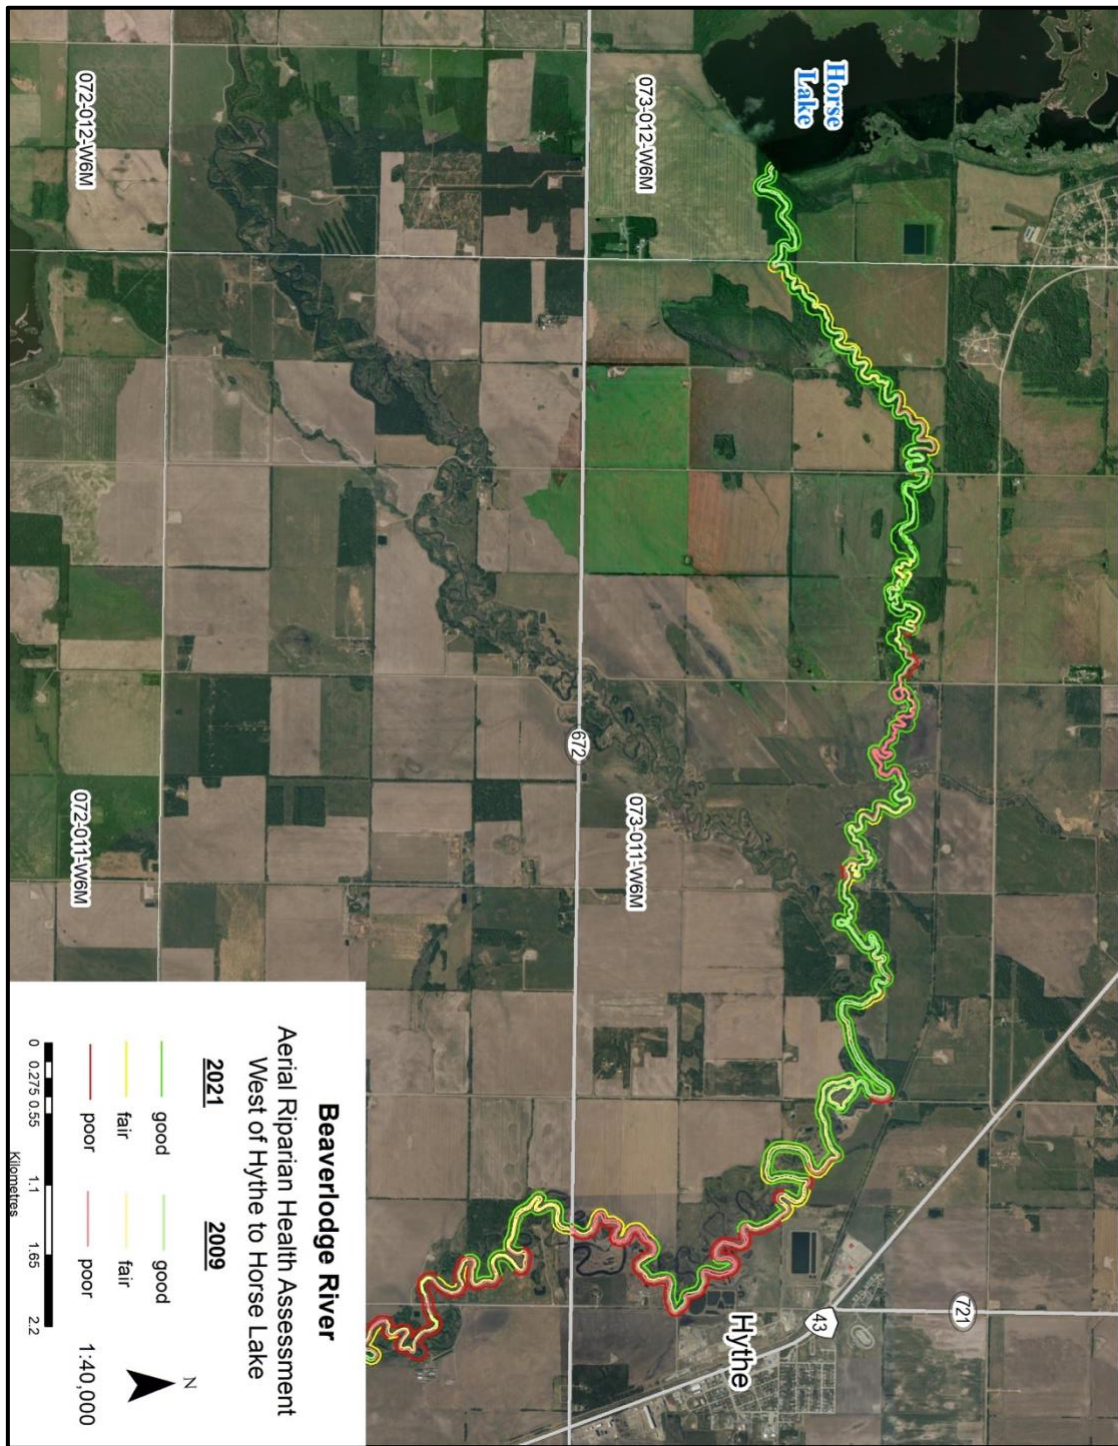 Horse
Lake
073-012-W6M
072-012-W6M
672
073-011-W6M
072-011-W6M
721
43
Hythe
Beaverlodge River
Aerial Riparian Health Assessment
West of Hythe to Horse Lake
2021 2009
good good
fair fair
poor poor
N
0 0.275 0.55 1.1 1.65 2.2
Kilometres
1:40,000